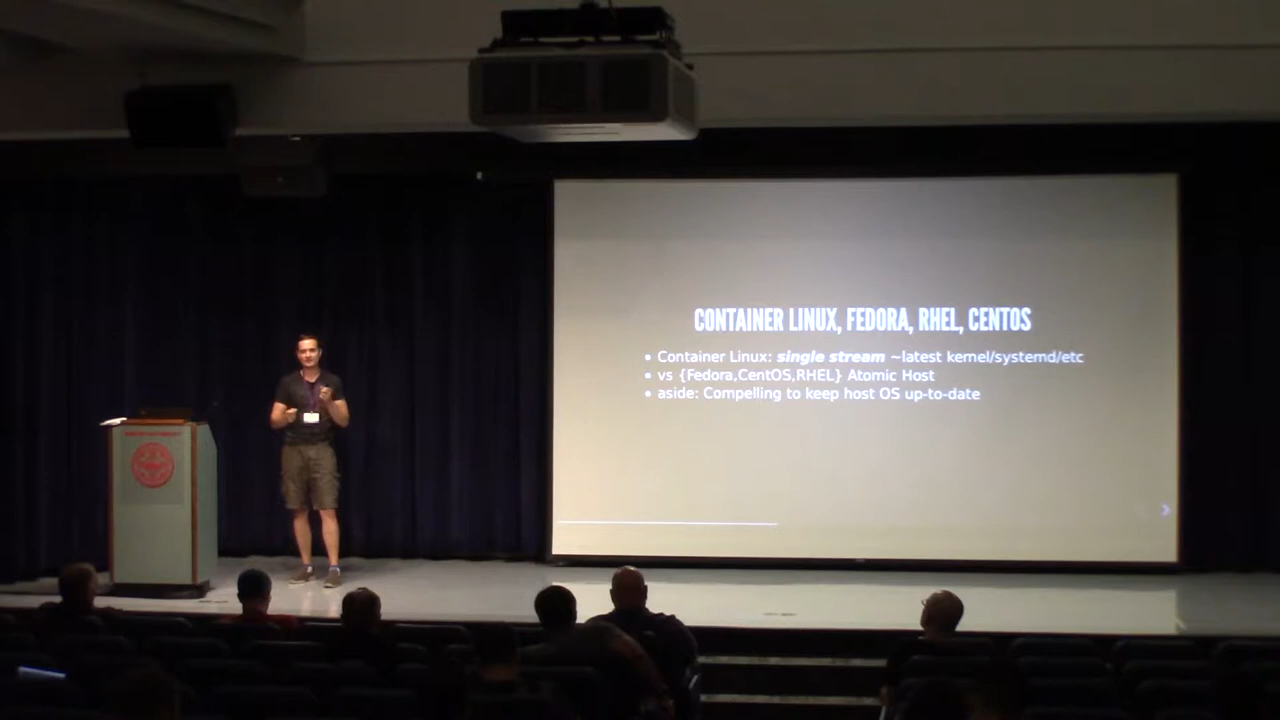 CONTAINER LINUX, FEDORA, RHEL, CENTOS
• Container Linux: single stream ~latest kernel/systemd/etc
• vs {Fedora,CentOS,RHEL} Atomic Host
• aside: Compelling to keep host OS up-to-date